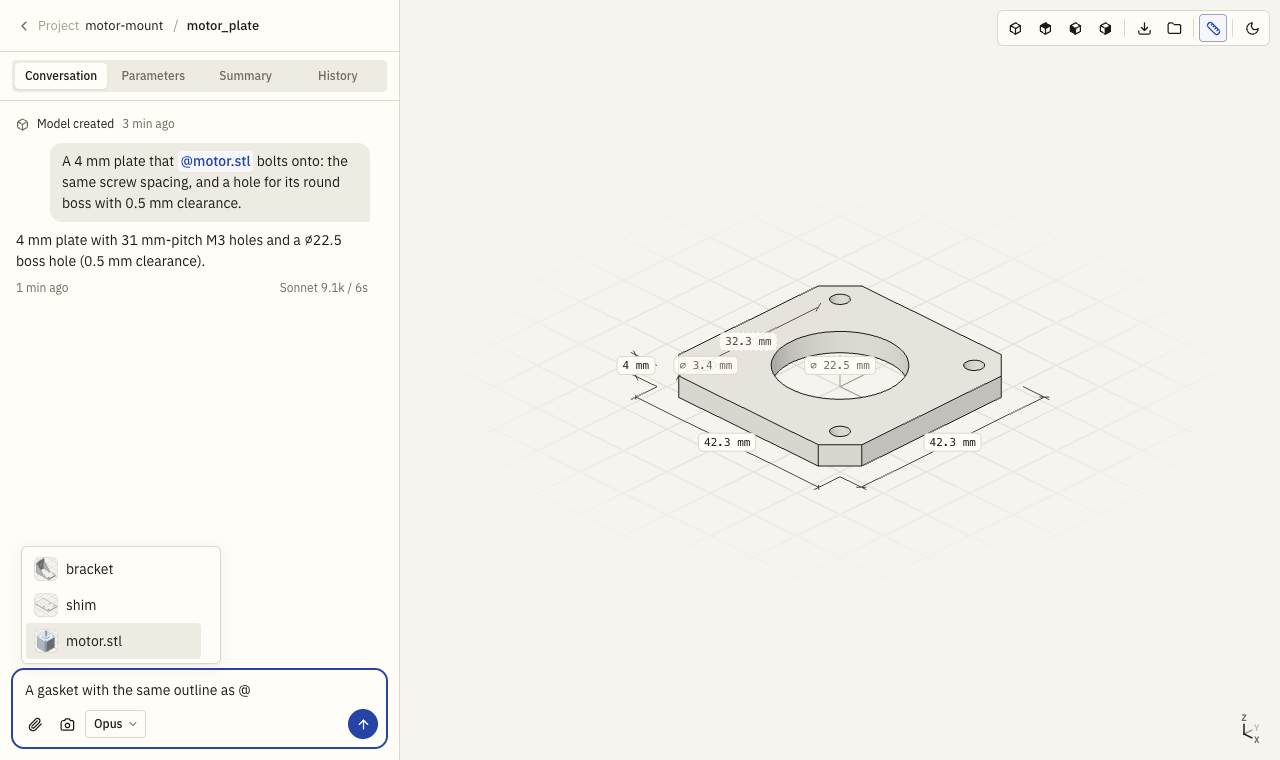 Project motor-mount / motor_plate
Conversation Parameters Summary History
Model created 3 min ago
A 4 mm plate that @motor.stl bolts onto: the
same screw spacing, and a hole for its round
boss with 0.5 mm clearance.
4 mm plate with 31 mm-pitch M3 holes and a ⌀22.5
boss hole (0.5 mm clearance).
1 min ago Sonnet 9.1k / 6s
bracket
shim
motor.stl
A gasket with the same outline as @
Opus
32.3 mm
4 mm
⌀ 3.4 mm
⌀ 22.5 mm
42.3 mm
42.3 mm
Z
Y
X